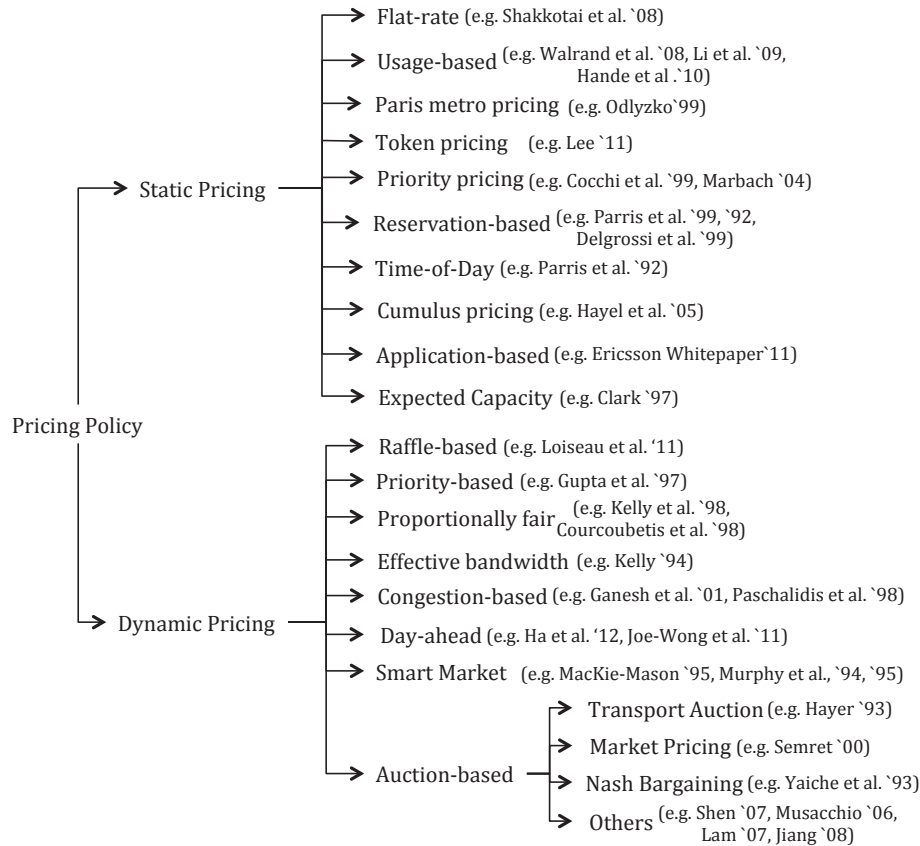 Flat-rate (e.g. Shakkotai et al. `08)
Usage-based (e.g. Walrand et al. `08, Li et al. `09,
Hande et al .`10)
Paris metro pricing (e.g. Odlyzko`99)
Token pricing (e.g. Lee `11)
Priority pricing (e.g. Cocchi et al. `99, Marbach `04)
Static Pricing
Reservation-based (e.g. Parris et al. `99, `92,
Delgrossi et al. `99)
Time-of-Day (e.g. Parris et al. `92)
Cumulus pricing (e.g. Hayel et al. `05)
Application-based (e.g. Ericsson Whitepaper`11)
Expected Capacity (e.g. Clark `97)
Pricing Policy
Raffle-based (e.g. Loiseau et al. ‘11)
Priority-based (e.g. Gupta et al. `97)
Proportionally fair (e.g. Kelly et al. `98,
Courcoubetis et al. `98)
Effective bandwidth (e.g. Kelly `94)
Congestion-based (e.g. Ganesh et al. `01, Paschalidis et al. `98)
Dynamic Pricing
Day-ahead (e.g. Ha et al. ‘12, Joe-Wong et al. `11)
Smart Market (e.g. MacKie-Mason `95, Murphy et al., `94, `95)
Transport Auction (e.g. Hayer `93)
Market Pricing (e.g. Semret `00)
Auction-based
Nash Bargaining (e.g. Yaiche et al. `93)
Others (e.g. Shen `07, Musacchio `06,
Lam `07, Jiang `08)